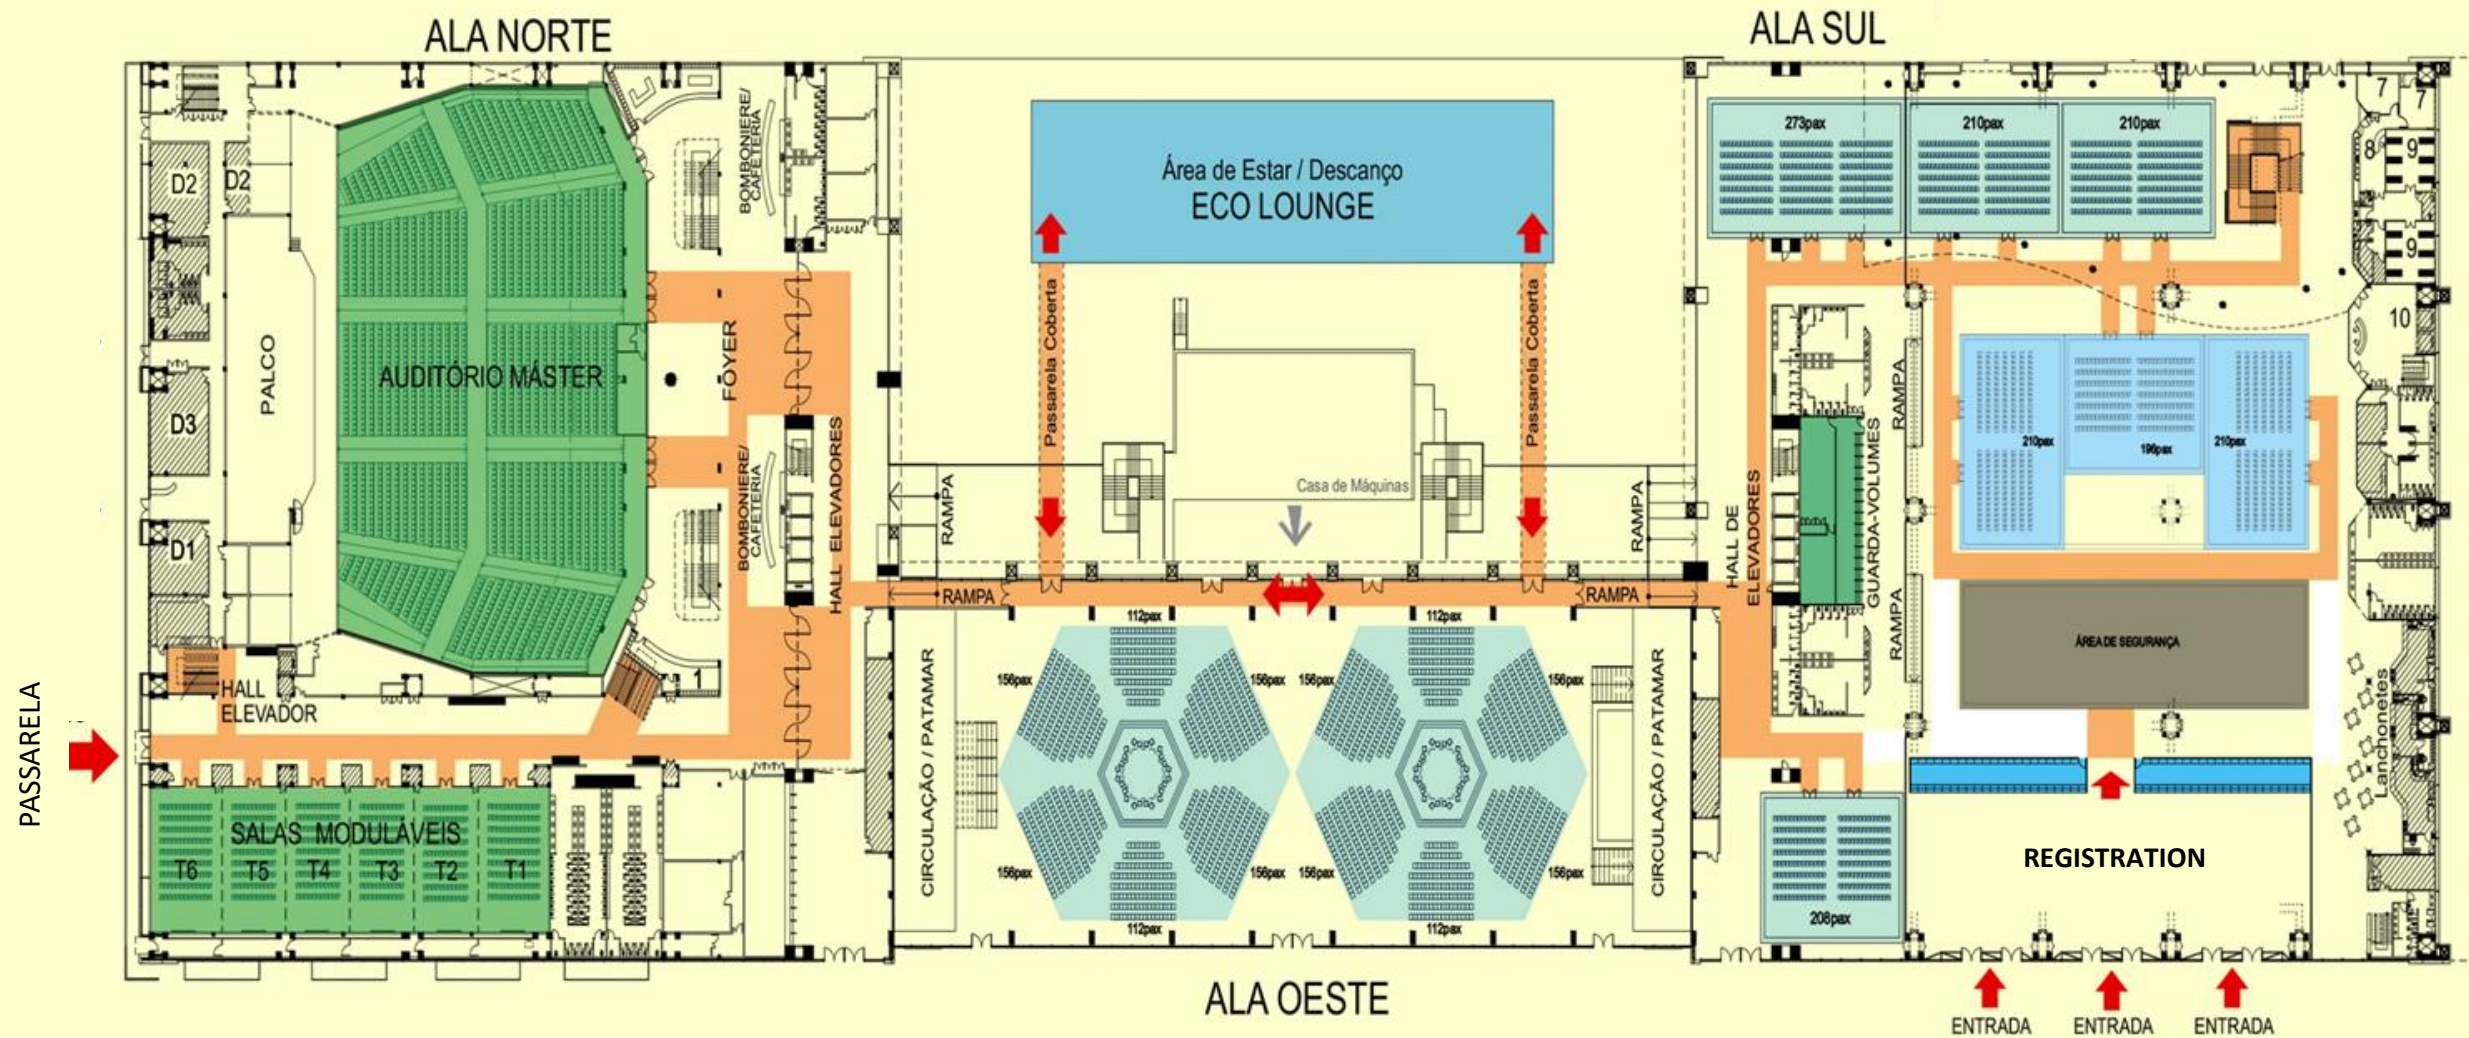 ALA NORTE
ALA SUL
D2
D2
D3
D1
PALCO
AUDITÓRIO MÁSTER
FOYER
BOMBONIERE/
CAFETERIA
BOMBONIERE/
CAFETERIA
HALL ELEVADORES
1
HALL
ELEVADOR
PASSARELA
SALAS MODULÁVEIS
T6
T5
T4
T3
T2
T1
Área de Estar / Descanço
ECO LOUNGE
Passarela Coberta
Passarela Coberta
Casa de Máquinas
RAMPA
RAMPA
RAMPA
RAMPA
CIRCULAÇÃO / PATAMAR
CIRCULAÇÃO / PATAMAR
112pax
156pax
156pax
156pax
156pax
112pax
112pax
156pax
156pax
156pax
156pax
112pax
ALA OESTE
273pax
210pax
210pax
7
7
8
9
9
10
HALL DE
ELEVADORES
GUARDA-VOLUMES
RAMPA
RAMPA
210pax
196pax
210pax
ÁREA DE SEGURANÇA
Lanchonetes
208pax
REGISTRATION
ENTRADA
ENTRADA
ENTRADA